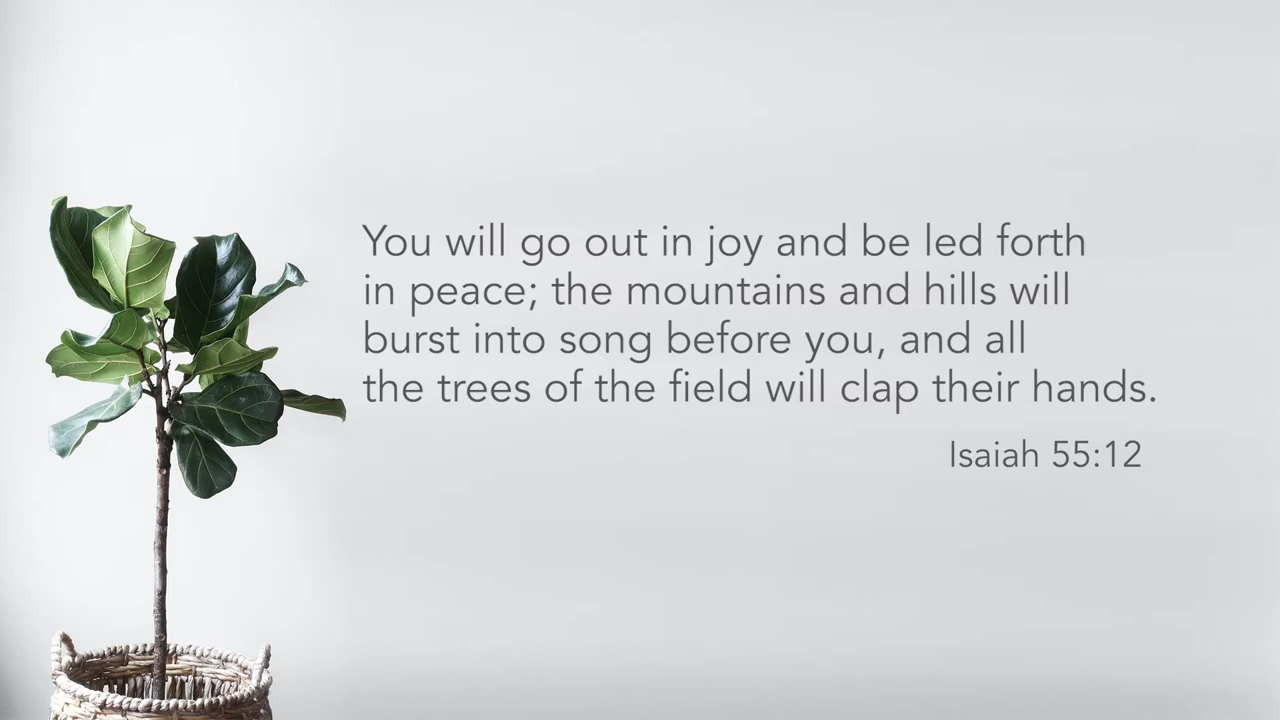 You will go out in joy and be led forth
in peace; the mountains and hills will
burst into song before you, and all
the trees of the field will clap their hands.
Isaiah 55:12